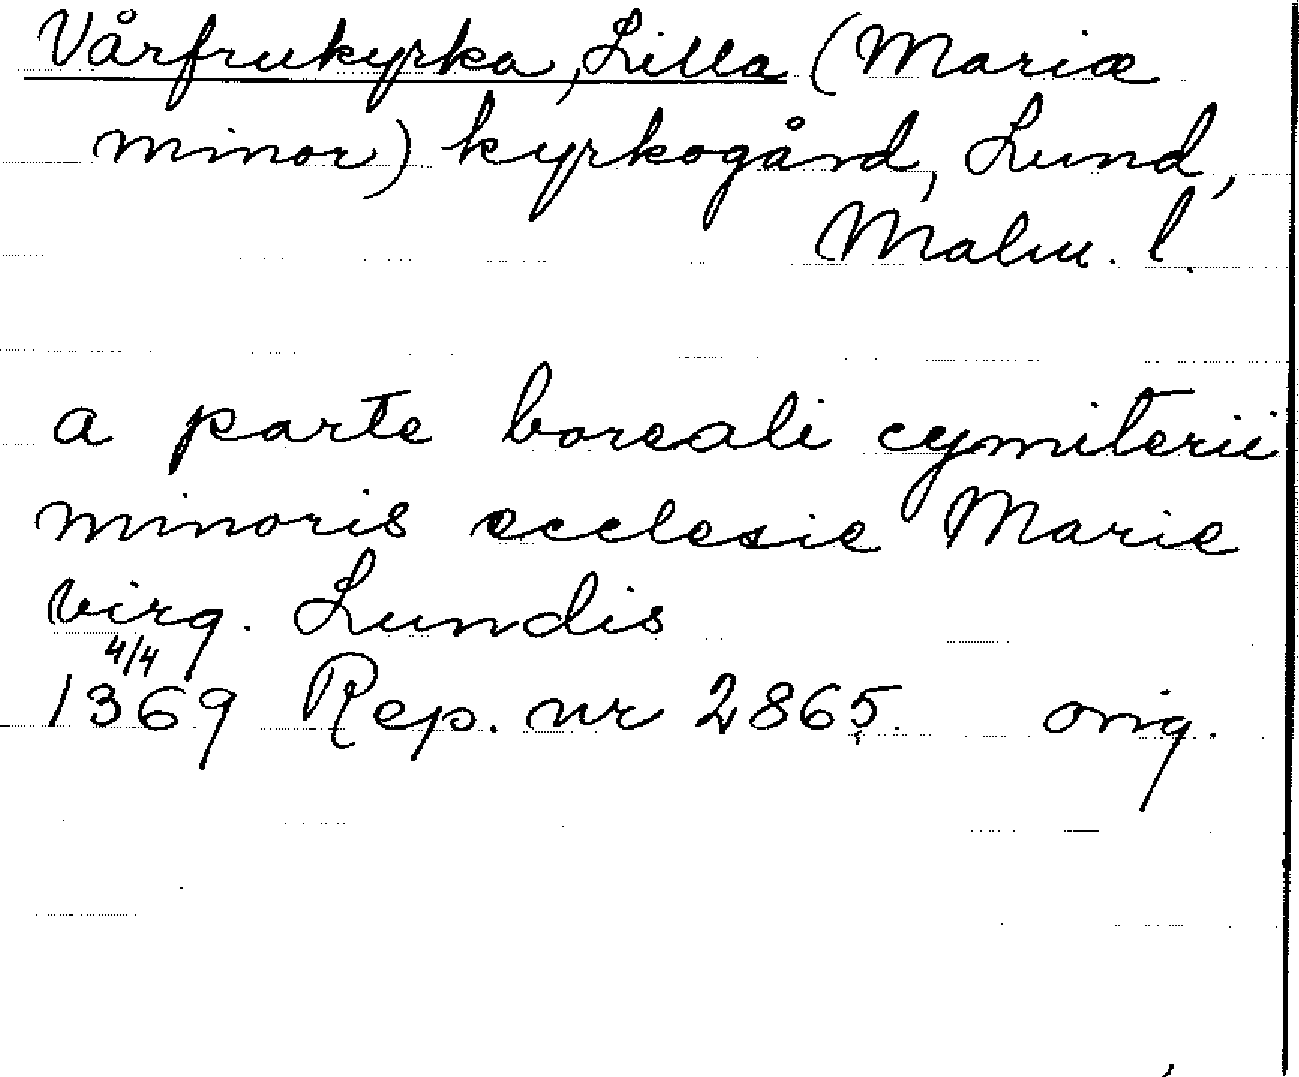 Vårfrukyrka, Lilla (Mariæ
minor) kyrkogård, Lund,
Malm. l.
a parte boreali cymiterii
minoris ecclesie Marie
virg. Lundis
4/4
1369 Rep. nr 2865. orig.